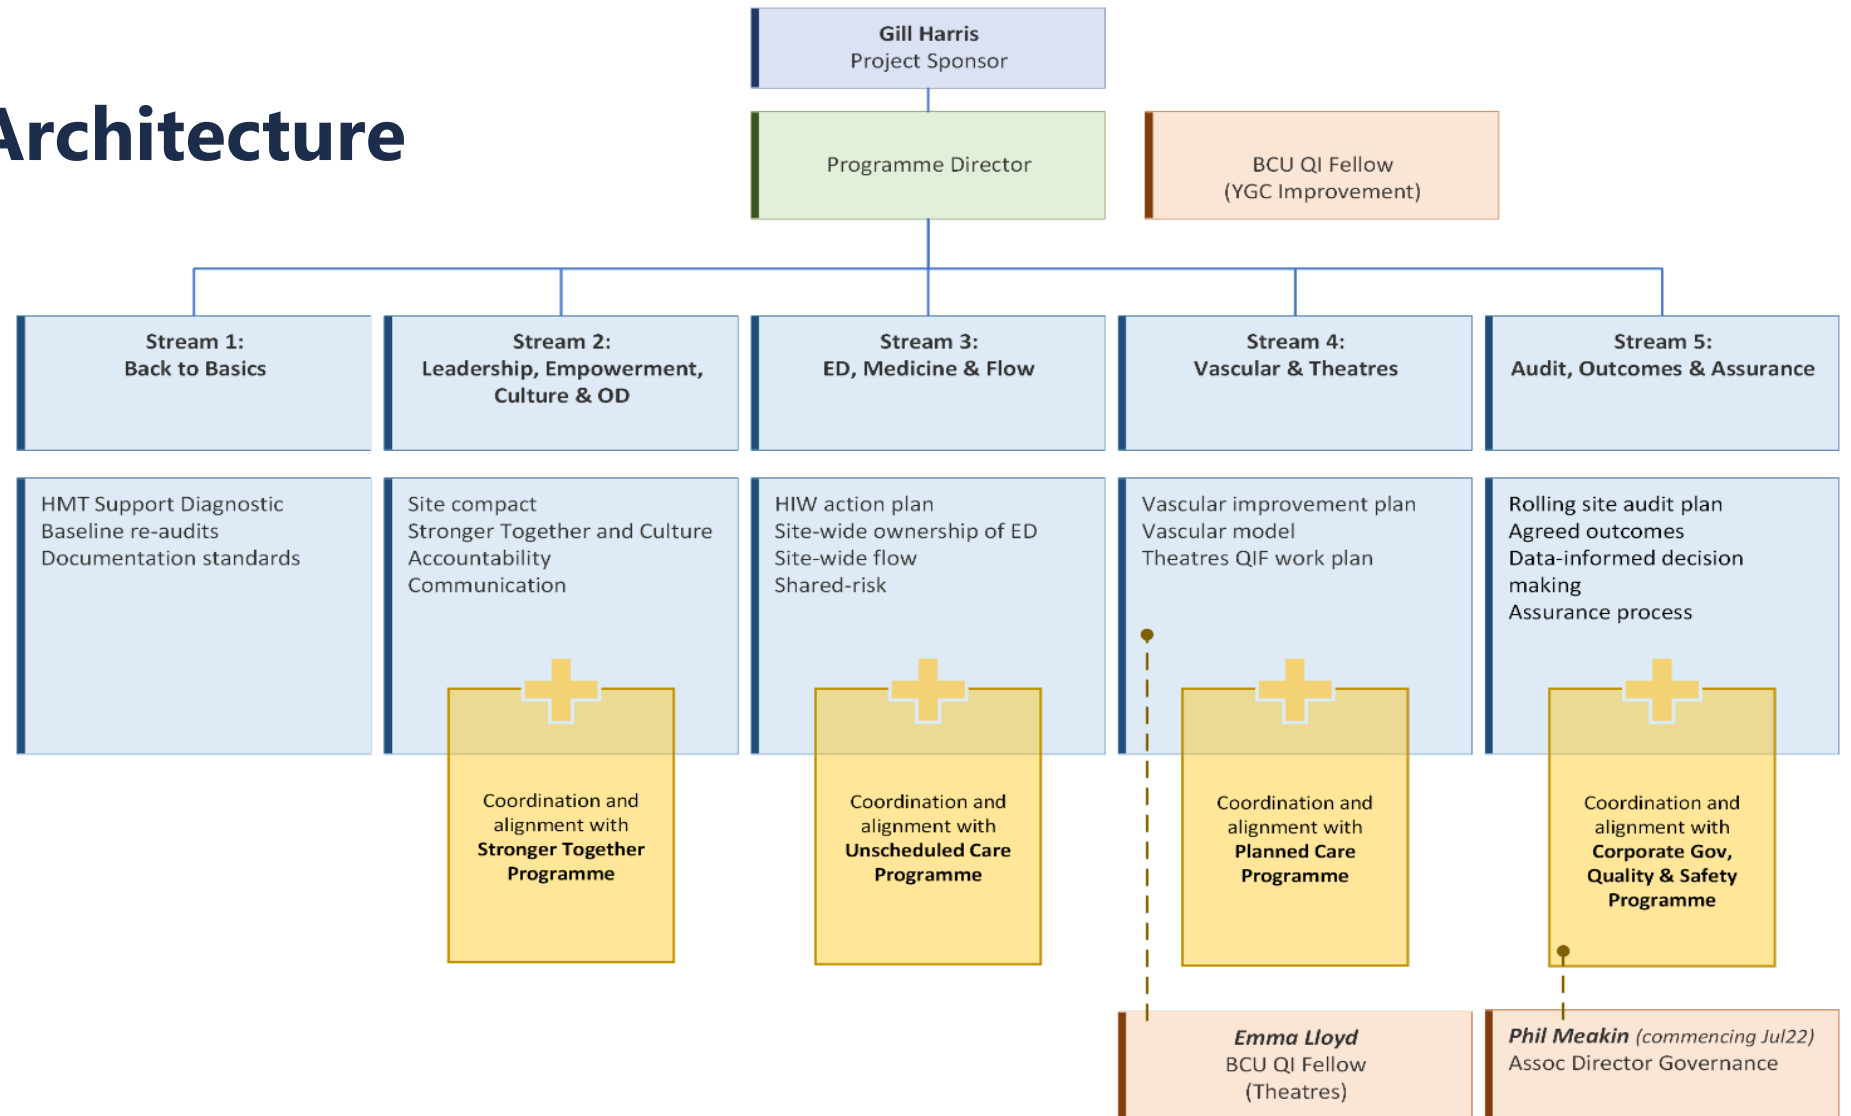 Gill Harris
Project Sponsor
Architecture
Programme Director
BCU QI Fellow
(YGC Improvement)
Stream 1:
Back to Basics
Stream 2:
Leadership, Empowerment,
Culture & OD
Stream 3:
ED, Medicine & Flow
Stream 4:
Vascular & Theatres
Stream 5:
Audit, Outcomes & Assurance
HMT Support Diagnostic
Baseline re-audits
Documentation standards
Site compact
Stronger Together and Culture
Accountability
Communication
HIW action plan
Site-wide ownership of ED
Site-wide flow
Shared-risk
Vascular improvement plan
Vascular model
Theatres QIF work plan
Rolling site audit plan
Agreed outcomes
Data-informed decision
making
Assurance process
Coordination and
alignment with
Stronger Together
Programme
Coordination and
alignment with
Unscheduled Care
Programme
Coordination and
alignment with
Planned Care
Programme
Coordination and
alignment with
Corporate Gov,
Quality & Safety
Programme
Emma Lloyd
BCU QI Fellow
(Theatres)
Phil Meakin (commencing Jul22)
Assoc Director Governance